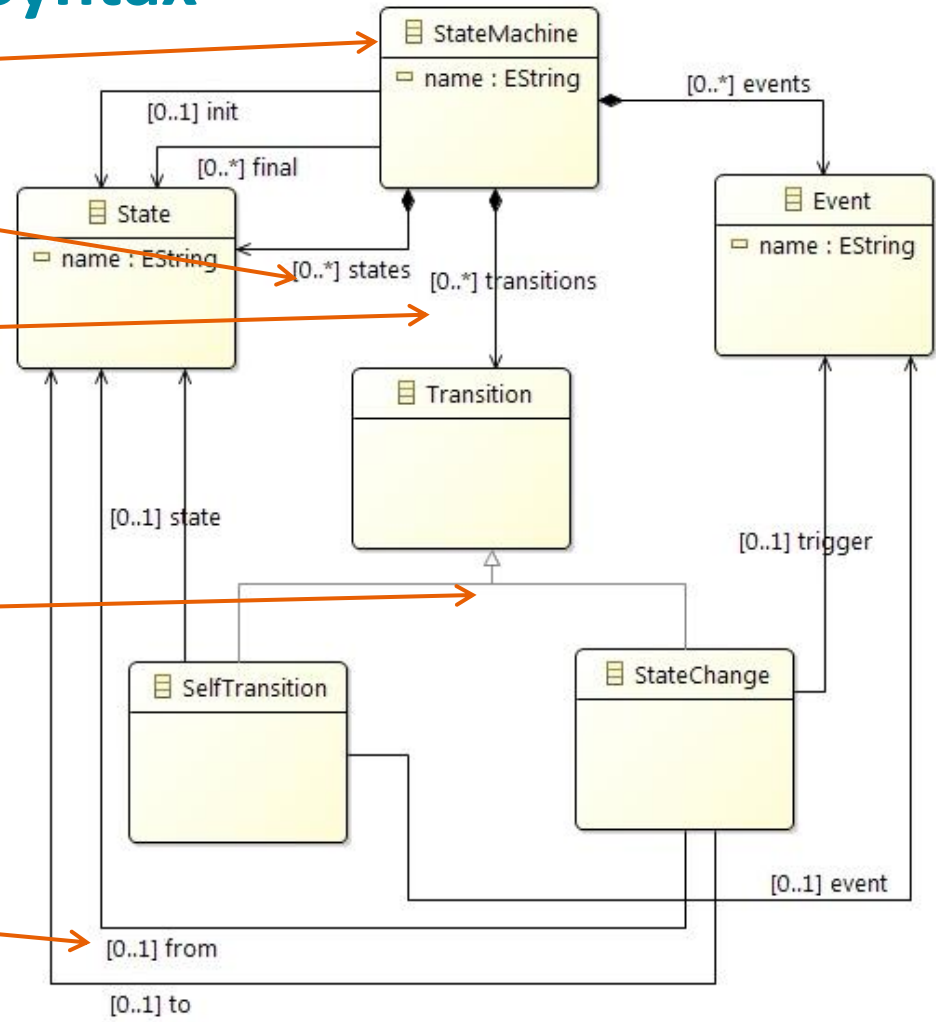 StateMachine
name : EString
[0..*] events
[0..1] init
[0..*] final
State
name : EString
Event
name : EString
[0..*] states
[0..*] transitions
Transition
[0..1] state
[0..1] trigger
SelfTransition
StateChange
[0..1] event
[0..1] from
[0..1] to